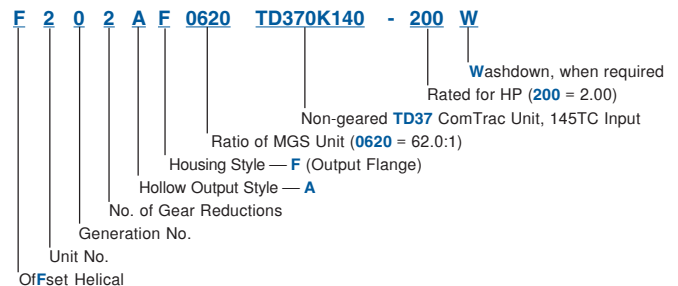 F 2 0 2 A F 0620 TD370K140 - 200 W
Washdown, when required
Rated for HP (200 = 2.00)
Non-geared TD37 ComTrac Unit, 145TC Input
Ratio of MGS Unit (0620 = 62.0:1)
Housing Style — F (Output Flange)
Hollow Output Style — A
No. of Gear Reductions
Generation No.
Unit No.
OfFset Helical